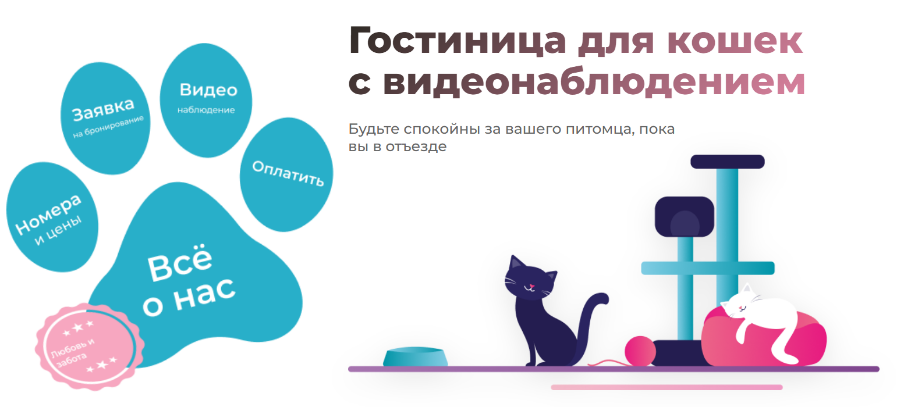 Гостиница для кошек
с видеонаблюдением
Будьте спокойны за вашего питомца, пока
вы в отъезде
Номера
и цены
Заявка
на бронирование
Видео
наблюдение
Оплатить
Всё
о нас
Любовь и
забота